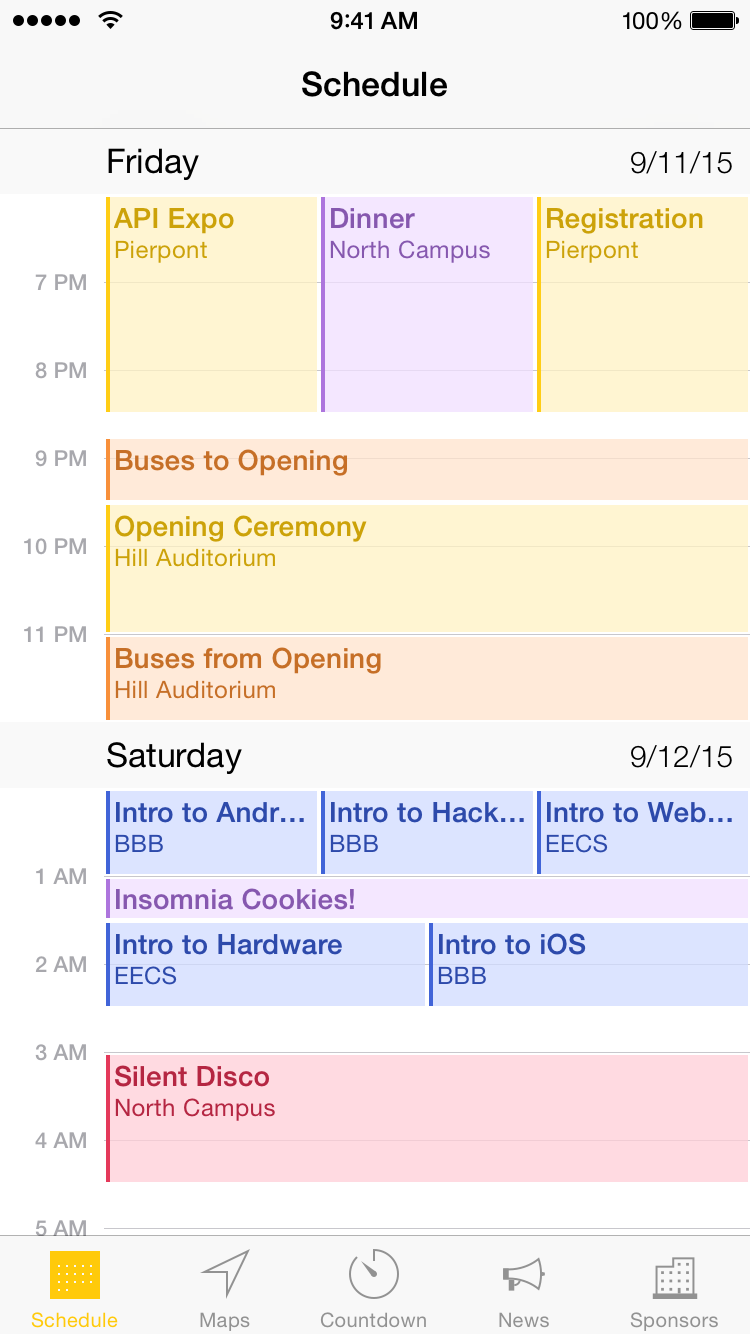 9:41 AM 100%
Schedule
Friday 9/11/15
API Expo Dinner Registration
Pierpont North Campus Pierpont
7 PM
8 PM
9 PM Buses to Opening
Opening Ceremony
10 PM Hill Auditorium
11 PM
Buses from Opening
Hill Auditorium
Saturday 9/12/15
Intro to Andr... Intro to Hack... Intro to Web...
BBB BBB EECS
1 AM
Insomnia Cookies!
Intro to Hardware Intro to iOS
2 AM EECS BBB
3 AM
Silent Disco
North Campus
4 AM
5 AM
Schedule Maps Countdown News Sponsors